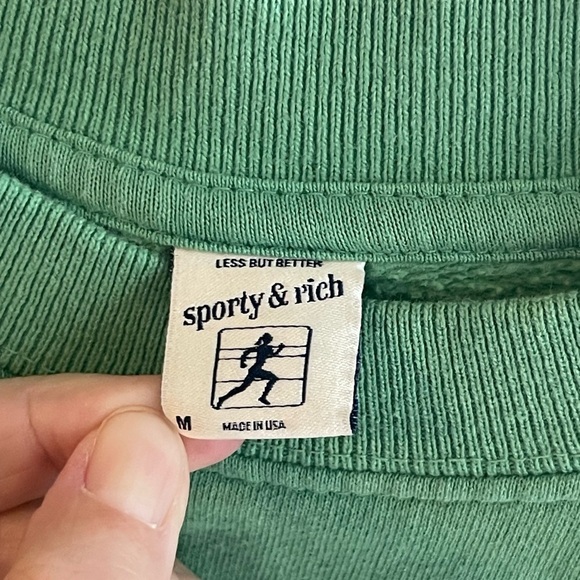 LESS BUT BETTER
sporty & rich
M
MADE IN USA